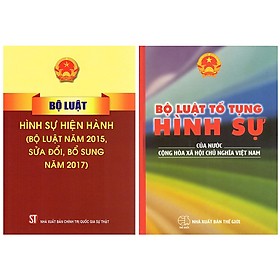 BỘ LUẬT
HÌNH SỰ HIỆN HÀNH
(BỘ LUẬT NĂM 2015,
SỬA ĐỔI, BỔ SUNG
NĂM 2017)
ST NHÀ XUẤT BẢN CHÍNH TRỊ QUỐC GIA SỰ THẬT
BỘ LUẬT TỐ TỤNG
HÌNH SỰ
CỦA NƯỚC
CỘNG HÒA XÃ HỘI CHỦ NGHĨA VIỆT NAM
NHÀ XUẤT BẢN THẾ GIỚI